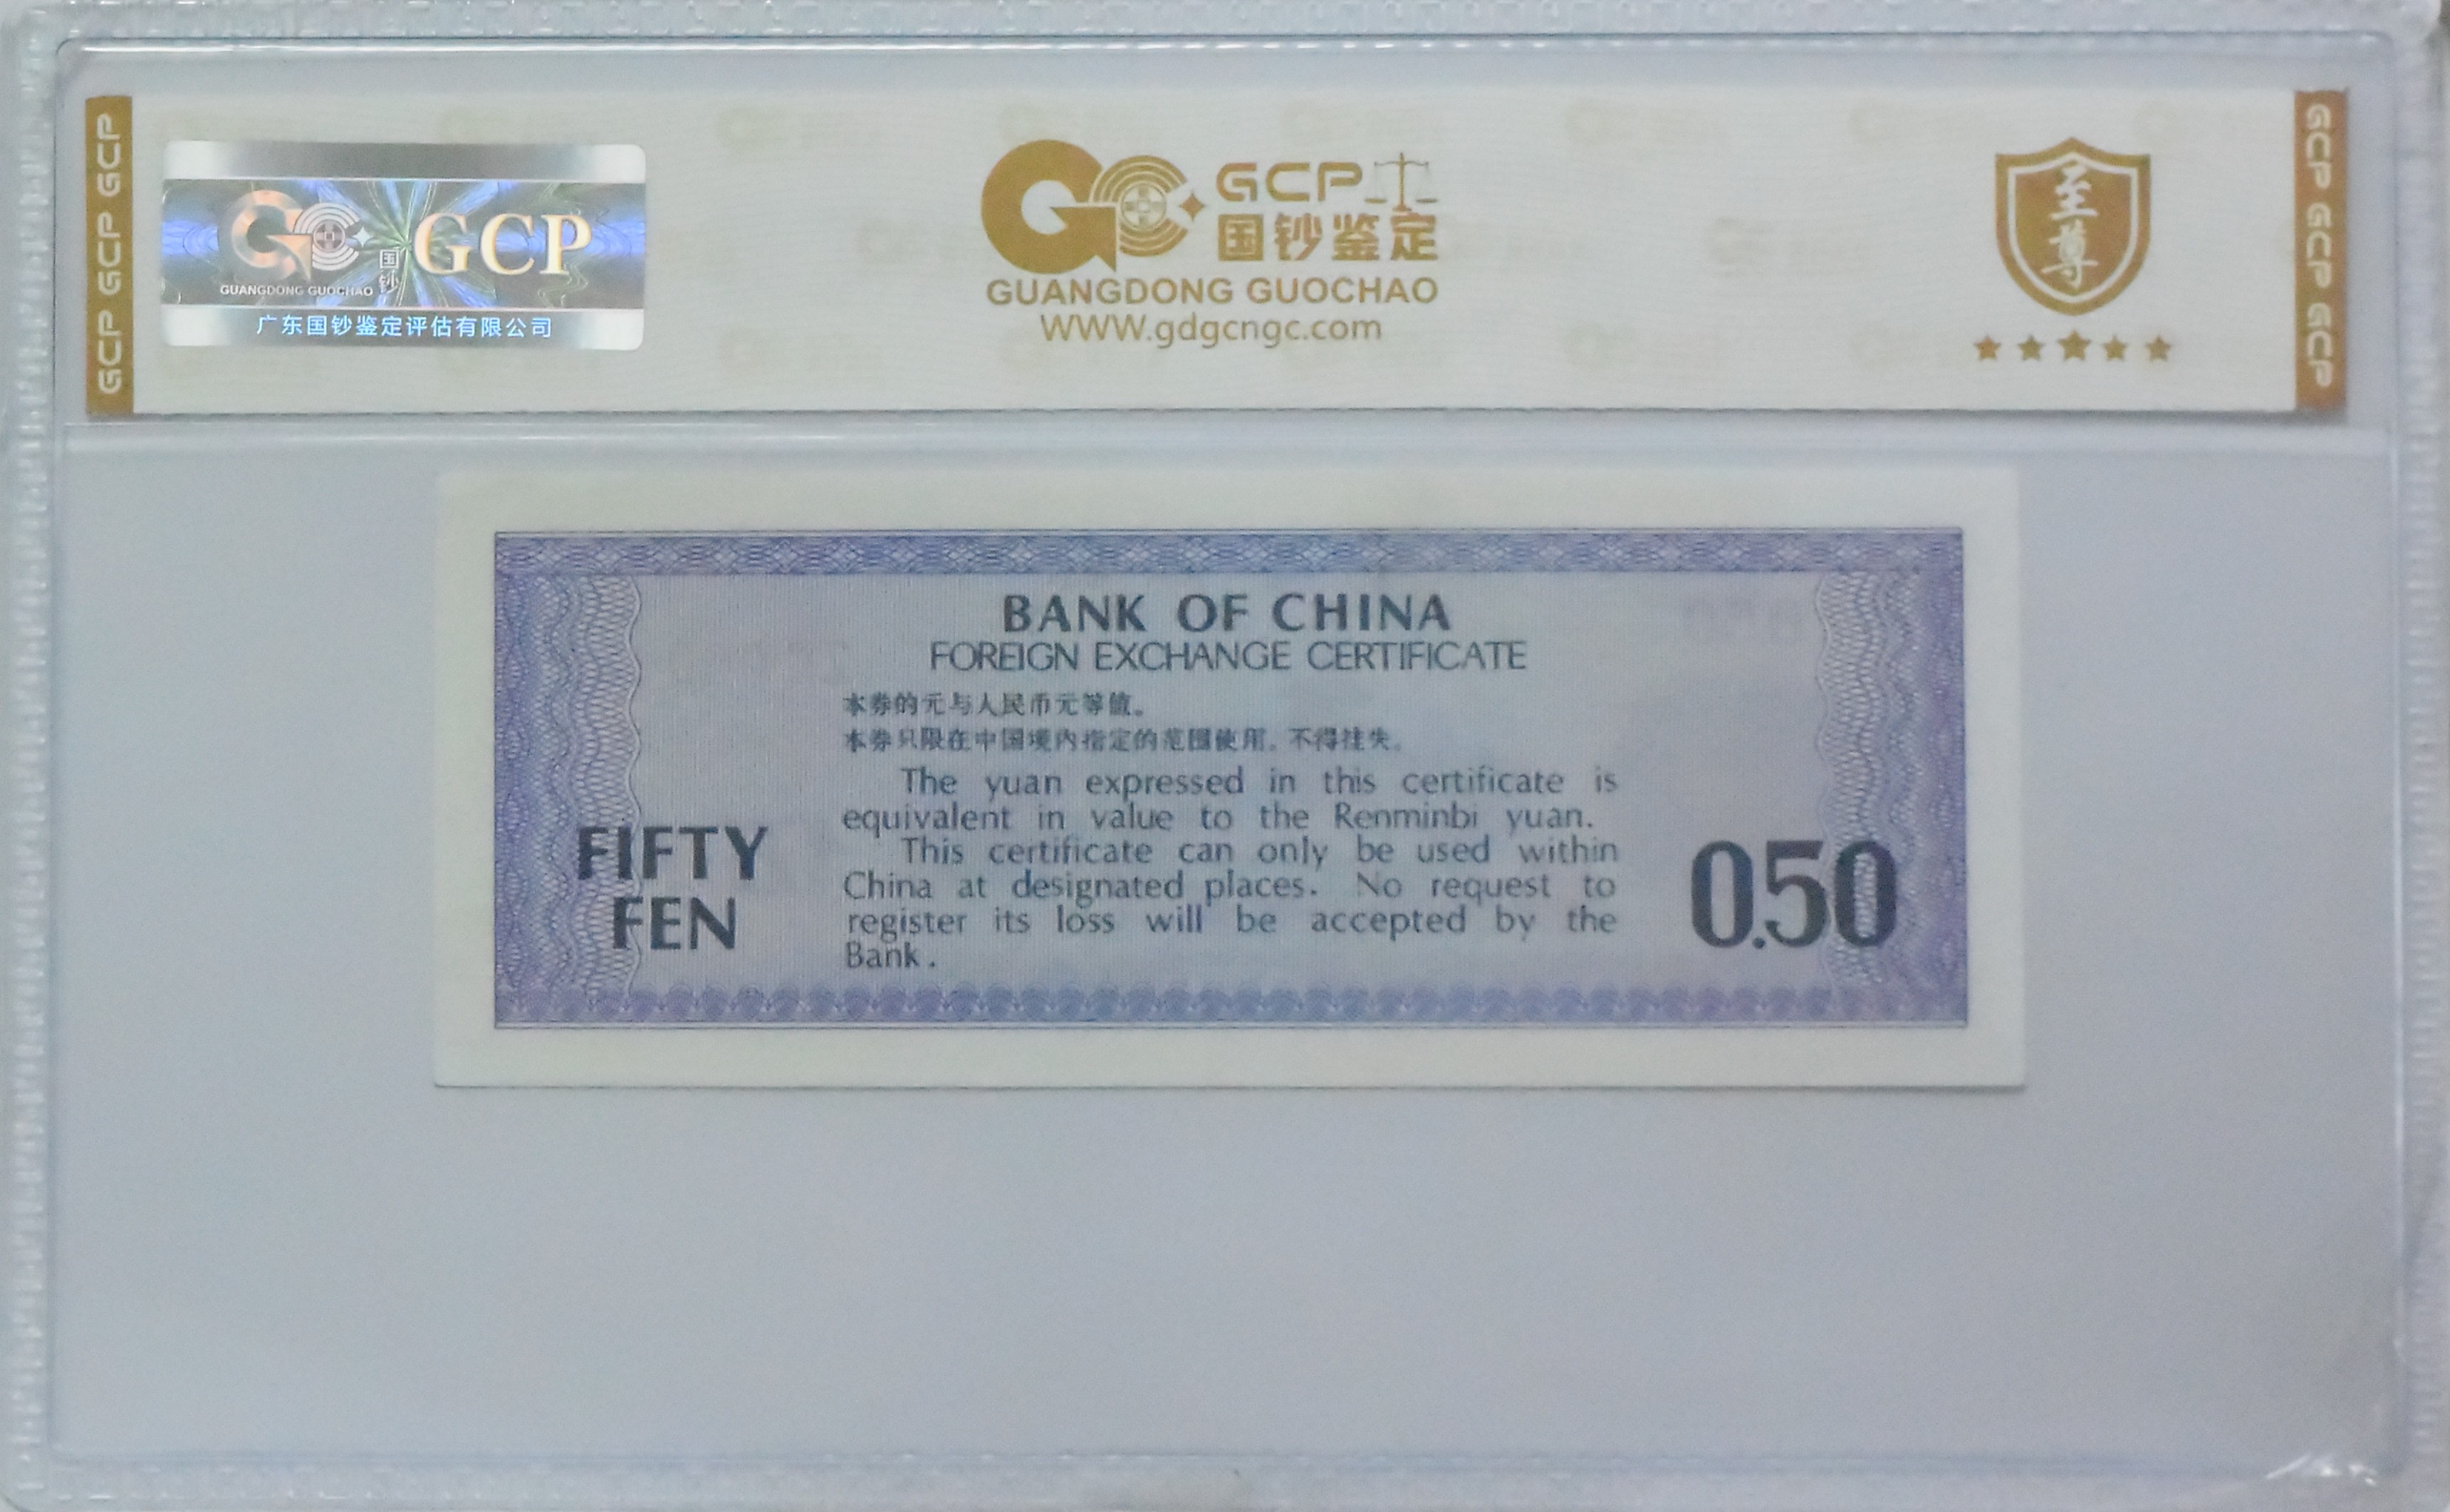 GCP GCP GCP
GC
国钞
GCP
GUANGDONG GUOCHAO
广东国钞鉴定评估有限公司
GC
GCP
国钞鉴定
GUANGDONG GUOCHAO
WWW.gdgcngc.com
至尊
GCP GCP GCP
BANK OF CHINA
FOREIGN EXCHANGE CERTIFICATE
本券的元与人民币元等值。
本券只限在中国境内指定的范围使用。不得挂失。
The yuan expressed in this certificate is
equivalent in value to the Renminbi yuan.
This certificate can only be used within
China at designated places. No request to
register its loss will be accepted by the
Bank.
FIFTY
FEN
0.50